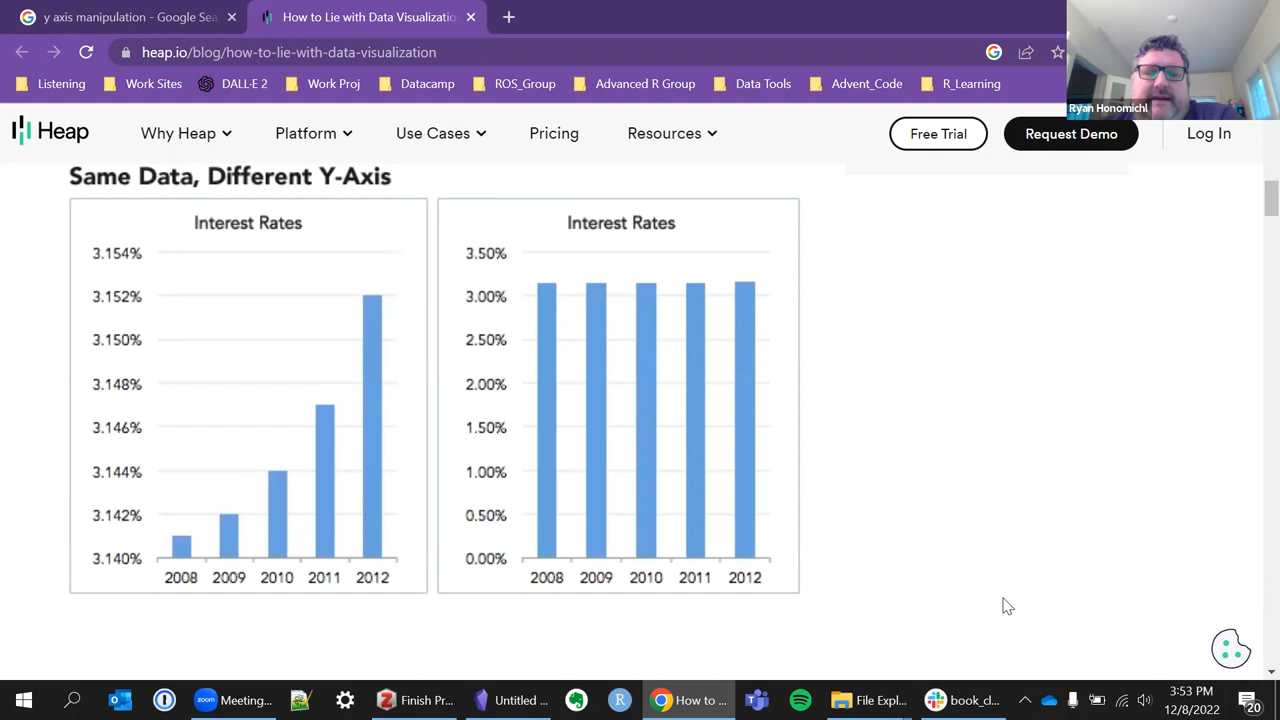 y axis manipulation - Google Sea
How to Lie with Data Visualizatio
heap.io/blog/how-to-lie-with-data-visualization
Listening Work Sites DALL·E 2 Work Proj Datacamp ROS_Group Advanced R Group Data Tools Advent_Code R_Learning
Ryan Honomichl
Heap Why Heap Platform Use Cases Pricing Resources Free Trial Request Demo Log In
Same Data, Different Y-Axis
Interest Rates
3.154%
3.152%
3.150%
3.148%
3.146%
3.144%
3.142%
3.140%
2008 2009 2010 2011 2012
Interest Rates
3.50%
3.00%
2.50%
2.00%
1.50%
1.00%
0.50%
0.00%
2008 2009 2010 2011 2012
Meeting... Finish Pr... Untitled ... R How to ... File Expl... book_cl...
3:53 PM
12/8/2022
20